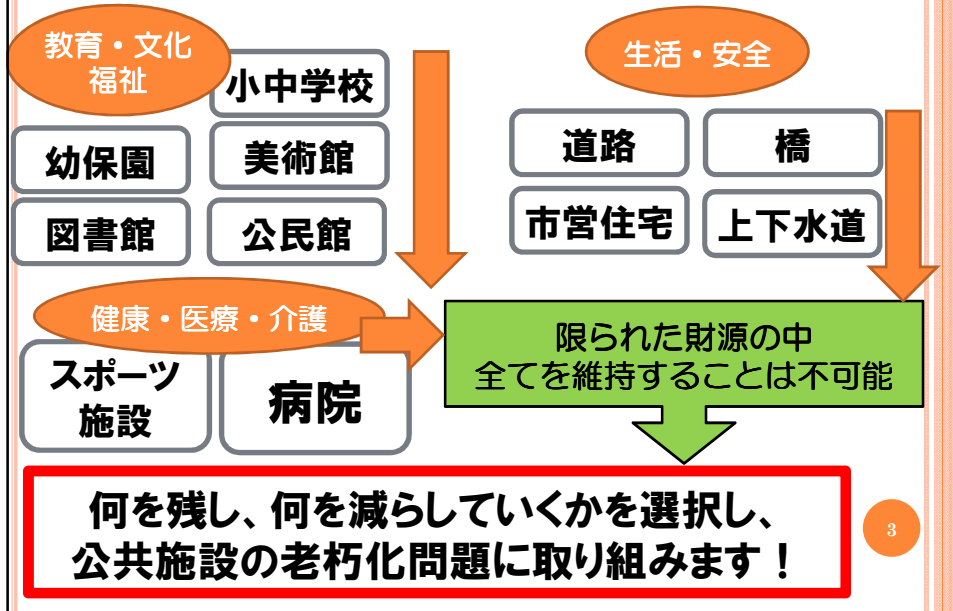 教育・文化
福祉
小中学校
幼保園
美術館
図書館
公民館
生活・安全
道路
橋
市営住宅
上下水道
健康・医療・介護
スポーツ
施設
病院
限られた財源の中
全てを維持することは不可能
何を残し、何を減らしていくかを選択し、
公共施設の老朽化問題に取り組みます！
3